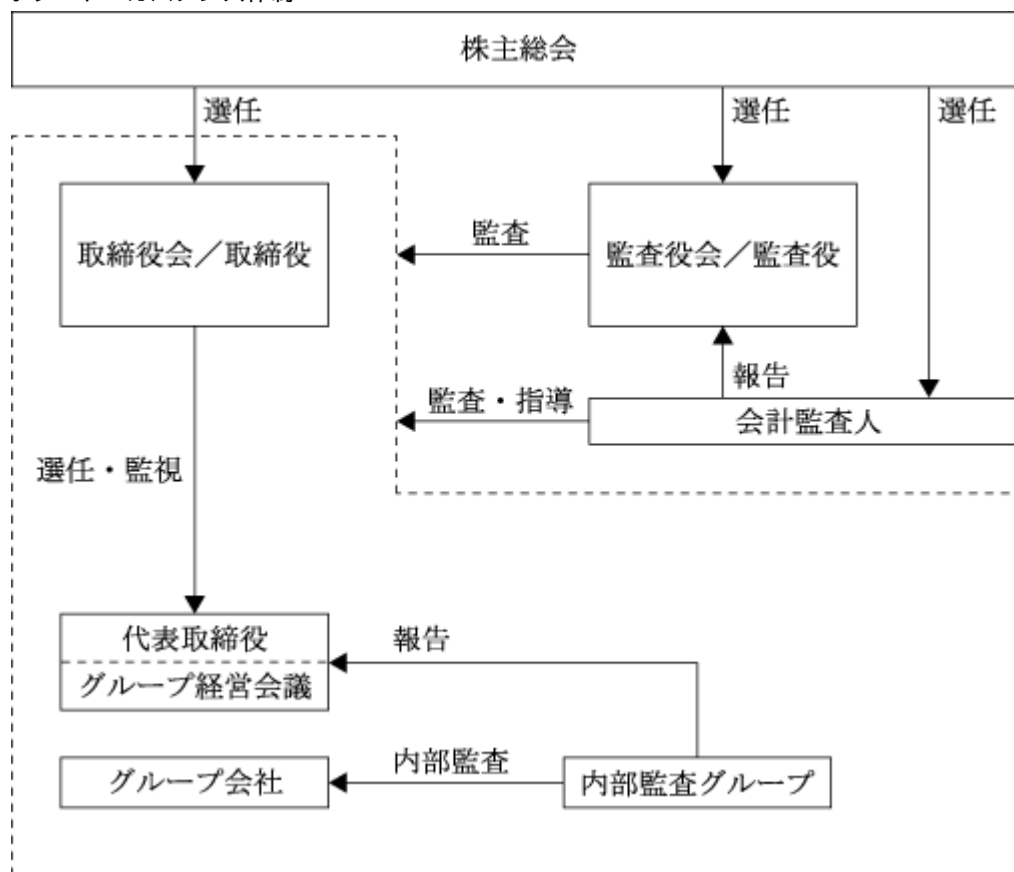 株主総会
選任
選任
選任
取締役会／取締役
監査
監査役会／監査役
報告
監査・指導
会計監査人
選任・監視
代表取締役
報告
グループ経営会議
グループ会社
内部監査
内部監査グループ